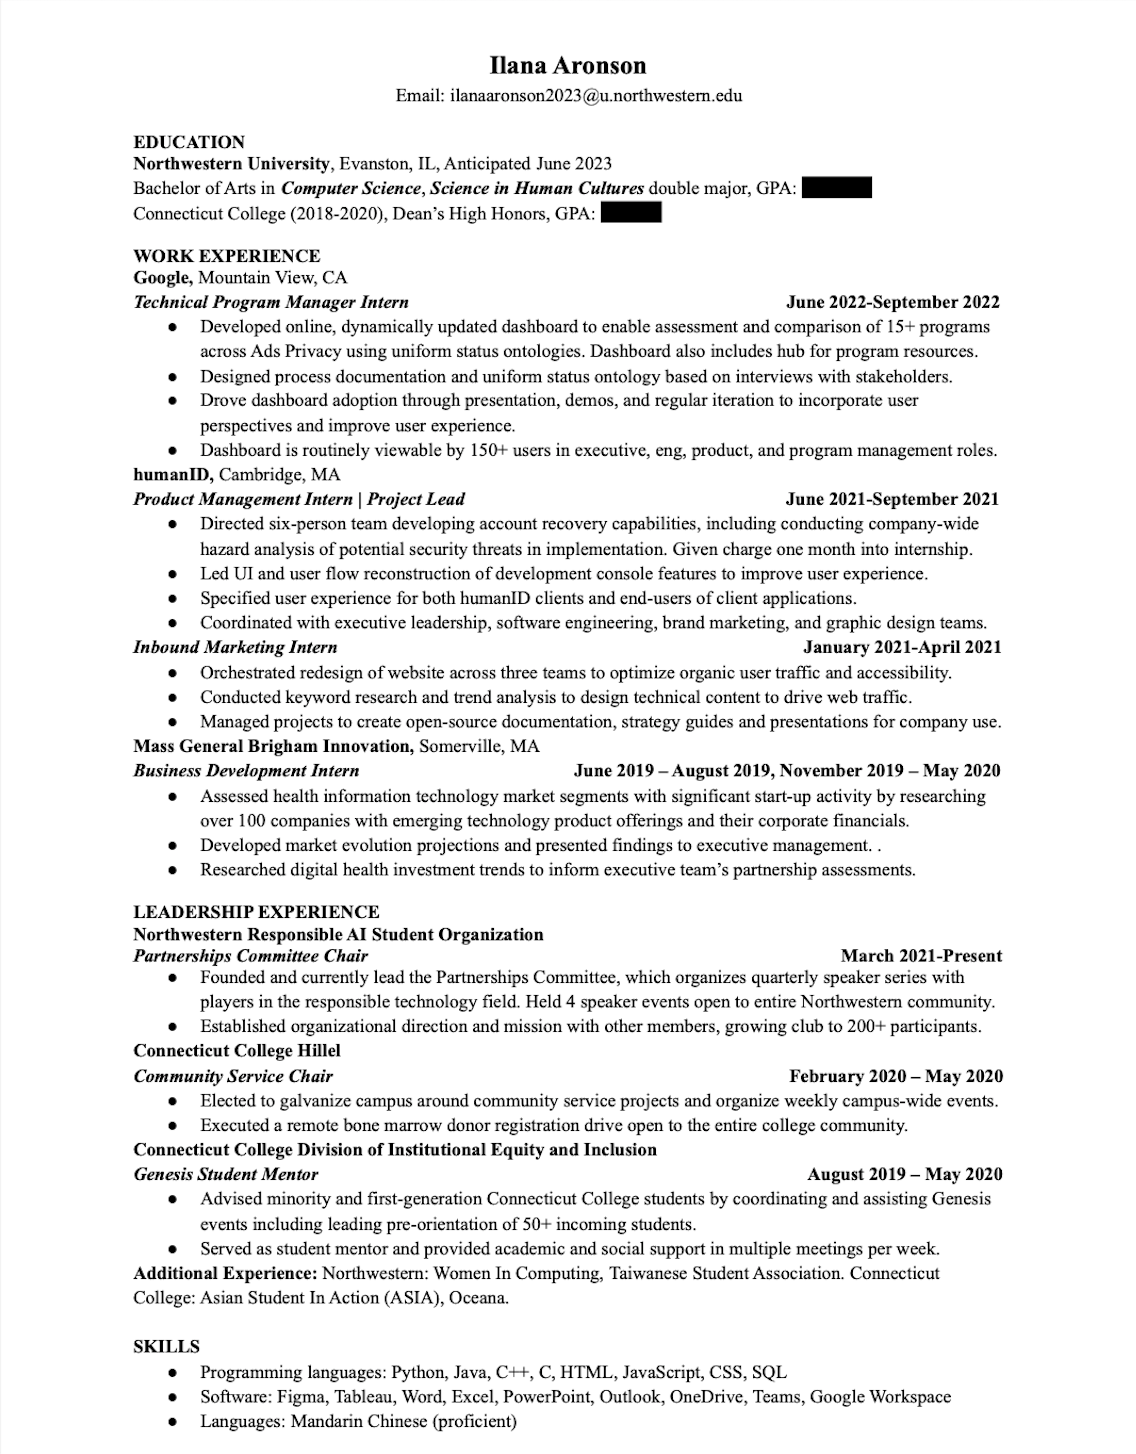 Ilana Aronson
Email: ilanaaronson2023@u.northwestern.edu
EDUCATION
Northwestern University, Evanston, IL, Anticipated June 2023
Bachelor of Arts in Computer Science, Science in Human Cultures double major, GPA:
Connecticut College (2018-2020), Dean’s High Honors, GPA:
WORK EXPERIENCE
Google, Mountain View, CA
Technical Program Manager Intern June 2022-September 2022
● Developed online, dynamically updated dashboard to enable assessment and comparison of 15+ programs
across Ads Privacy using uniform status ontologies. Dashboard also includes hub for program resources.
● Designed process documentation and uniform status ontology based on interviews with stakeholders.
● Drove dashboard adoption through presentation, demos, and regular iteration to incorporate user
perspectives and improve user experience.
● Dashboard is routinely viewable by 150+ users in executive, eng, product, and program management roles.
humanID, Cambridge, MA
Product Management Intern | Project Lead June 2021-September 2021
● Directed six-person team developing account recovery capabilities, including conducting company-wide
hazard analysis of potential security threats in implementation. Given charge one month into internship.
● Led UI and user flow reconstruction of development console features to improve user experience.
● Specified user experience for both humanID clients and end-users of client applications.
● Coordinated with executive leadership, software engineering, brand marketing, and graphic design teams.
Inbound Marketing Intern January 2021-April 2021
● Orchestrated redesign of website across three teams to optimize organic user traffic and accessibility.
● Conducted keyword research and trend analysis to design technical content to drive web traffic.
● Managed projects to create open-source documentation, strategy guides and presentations for company use.
Mass General Brigham Innovation, Somerville, MA
Business Development Intern June 2019 – August 2019, November 2019 – May 2020
● Assessed health information technology market segments with significant start-up activity by researching
over 100 companies with emerging technology product offerings and their corporate financials.
● Developed market evolution projections and presented findings to executive management. .
● Researched digital health investment trends to inform executive team’s partnership assessments.
LEADERSHIP EXPERIENCE
Northwestern Responsible AI Student Organization
Partnerships Committee Chair March 2021-Present
● Founded and currently lead the Partnerships Committee, which organizes quarterly speaker series with
players in the responsible technology field. Held 4 speaker events open to entire Northwestern community.
● Established organizational direction and mission with other members, growing club to 200+ participants.
Connecticut College Hillel
Community Service Chair February 2020 – May 2020
● Elected to galvanize campus around community service projects and organize weekly campus-wide events.
● Executed a remote bone marrow donor registration drive open to the entire college community.
Connecticut College Division of Institutional Equity and Inclusion
Genesis Student Mentor August 2019 – May 2020
● Advised minority and first-generation Connecticut College students by coordinating and assisting Genesis
events including leading pre-orientation of 50+ incoming students.
● Served as student mentor and provided academic and social support in multiple meetings per week.
Additional Experience: Northwestern: Women In Computing, Taiwanese Student Association. Connecticut
College: Asian Student In Action (ASIA), Oceana.
SKILLS
● Programming languages: Python, Java, C++, C, HTML, JavaScript, CSS, SQL
● Software: Figma, Tableau, Word, Excel, PowerPoint, Outlook, OneDrive, Teams, Google Workspace
● Languages: Mandarin Chinese (proficient)